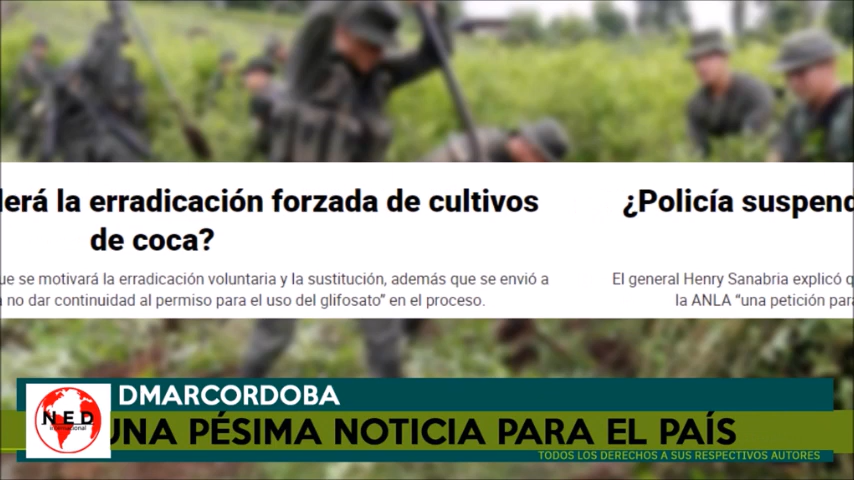 lerá la erradicación forzada de cultivos
de coca?
ue se motivará la erradicación voluntaria y la sustitución, además que se envió a
no dar continuidad al permiso para el uso del glifosato” en el proceso.
¿Policía suspend
El general Henry Sanabria explicó q
la ANLA “una petición para
DMARCORDOBA
NED
international
UNA PÉSIMA NOTICIA PARA EL PAÍS
TODOS LOS DERECHOS A SUS RESPECTIVOS AUTORES